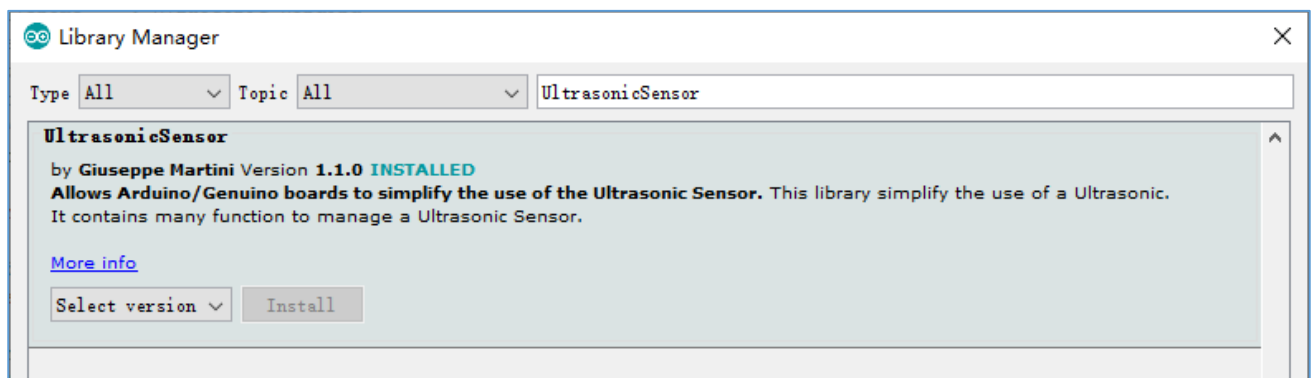 Library Manager
Type All Topic All UltrasonicSensor
UltrasonicSensor
by Giuseppe Martini Version 1.1.0 INSTALLED
Allows Arduino/Genuino boards to simplify the use of the Ultrasonic Sensor. This library simplify the use of a Ultrasonic.
It contains many function to manage a Ultrasonic Sensor.
More info
Select version Install